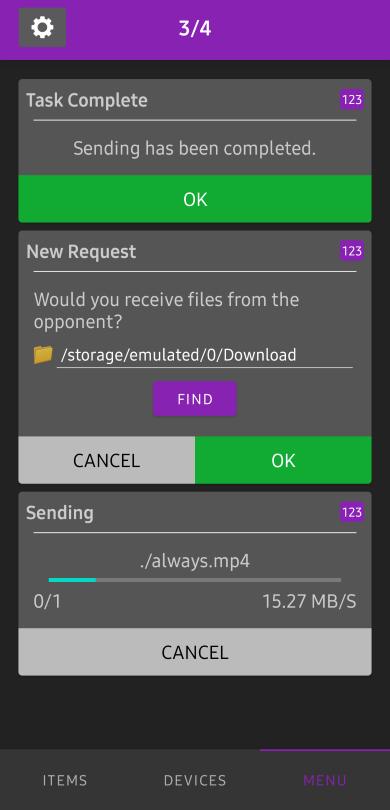 3/4
Task Complete 123
Sending has been completed.
OK
New Request 123
Would you receive files from the
opponent?
/storage/emulated/0/Download
FIND
CANCEL OK
Sending 123
./always.mp4
0/1 15.27 MB/S
CANCEL
ITEMS DEVICES MENU